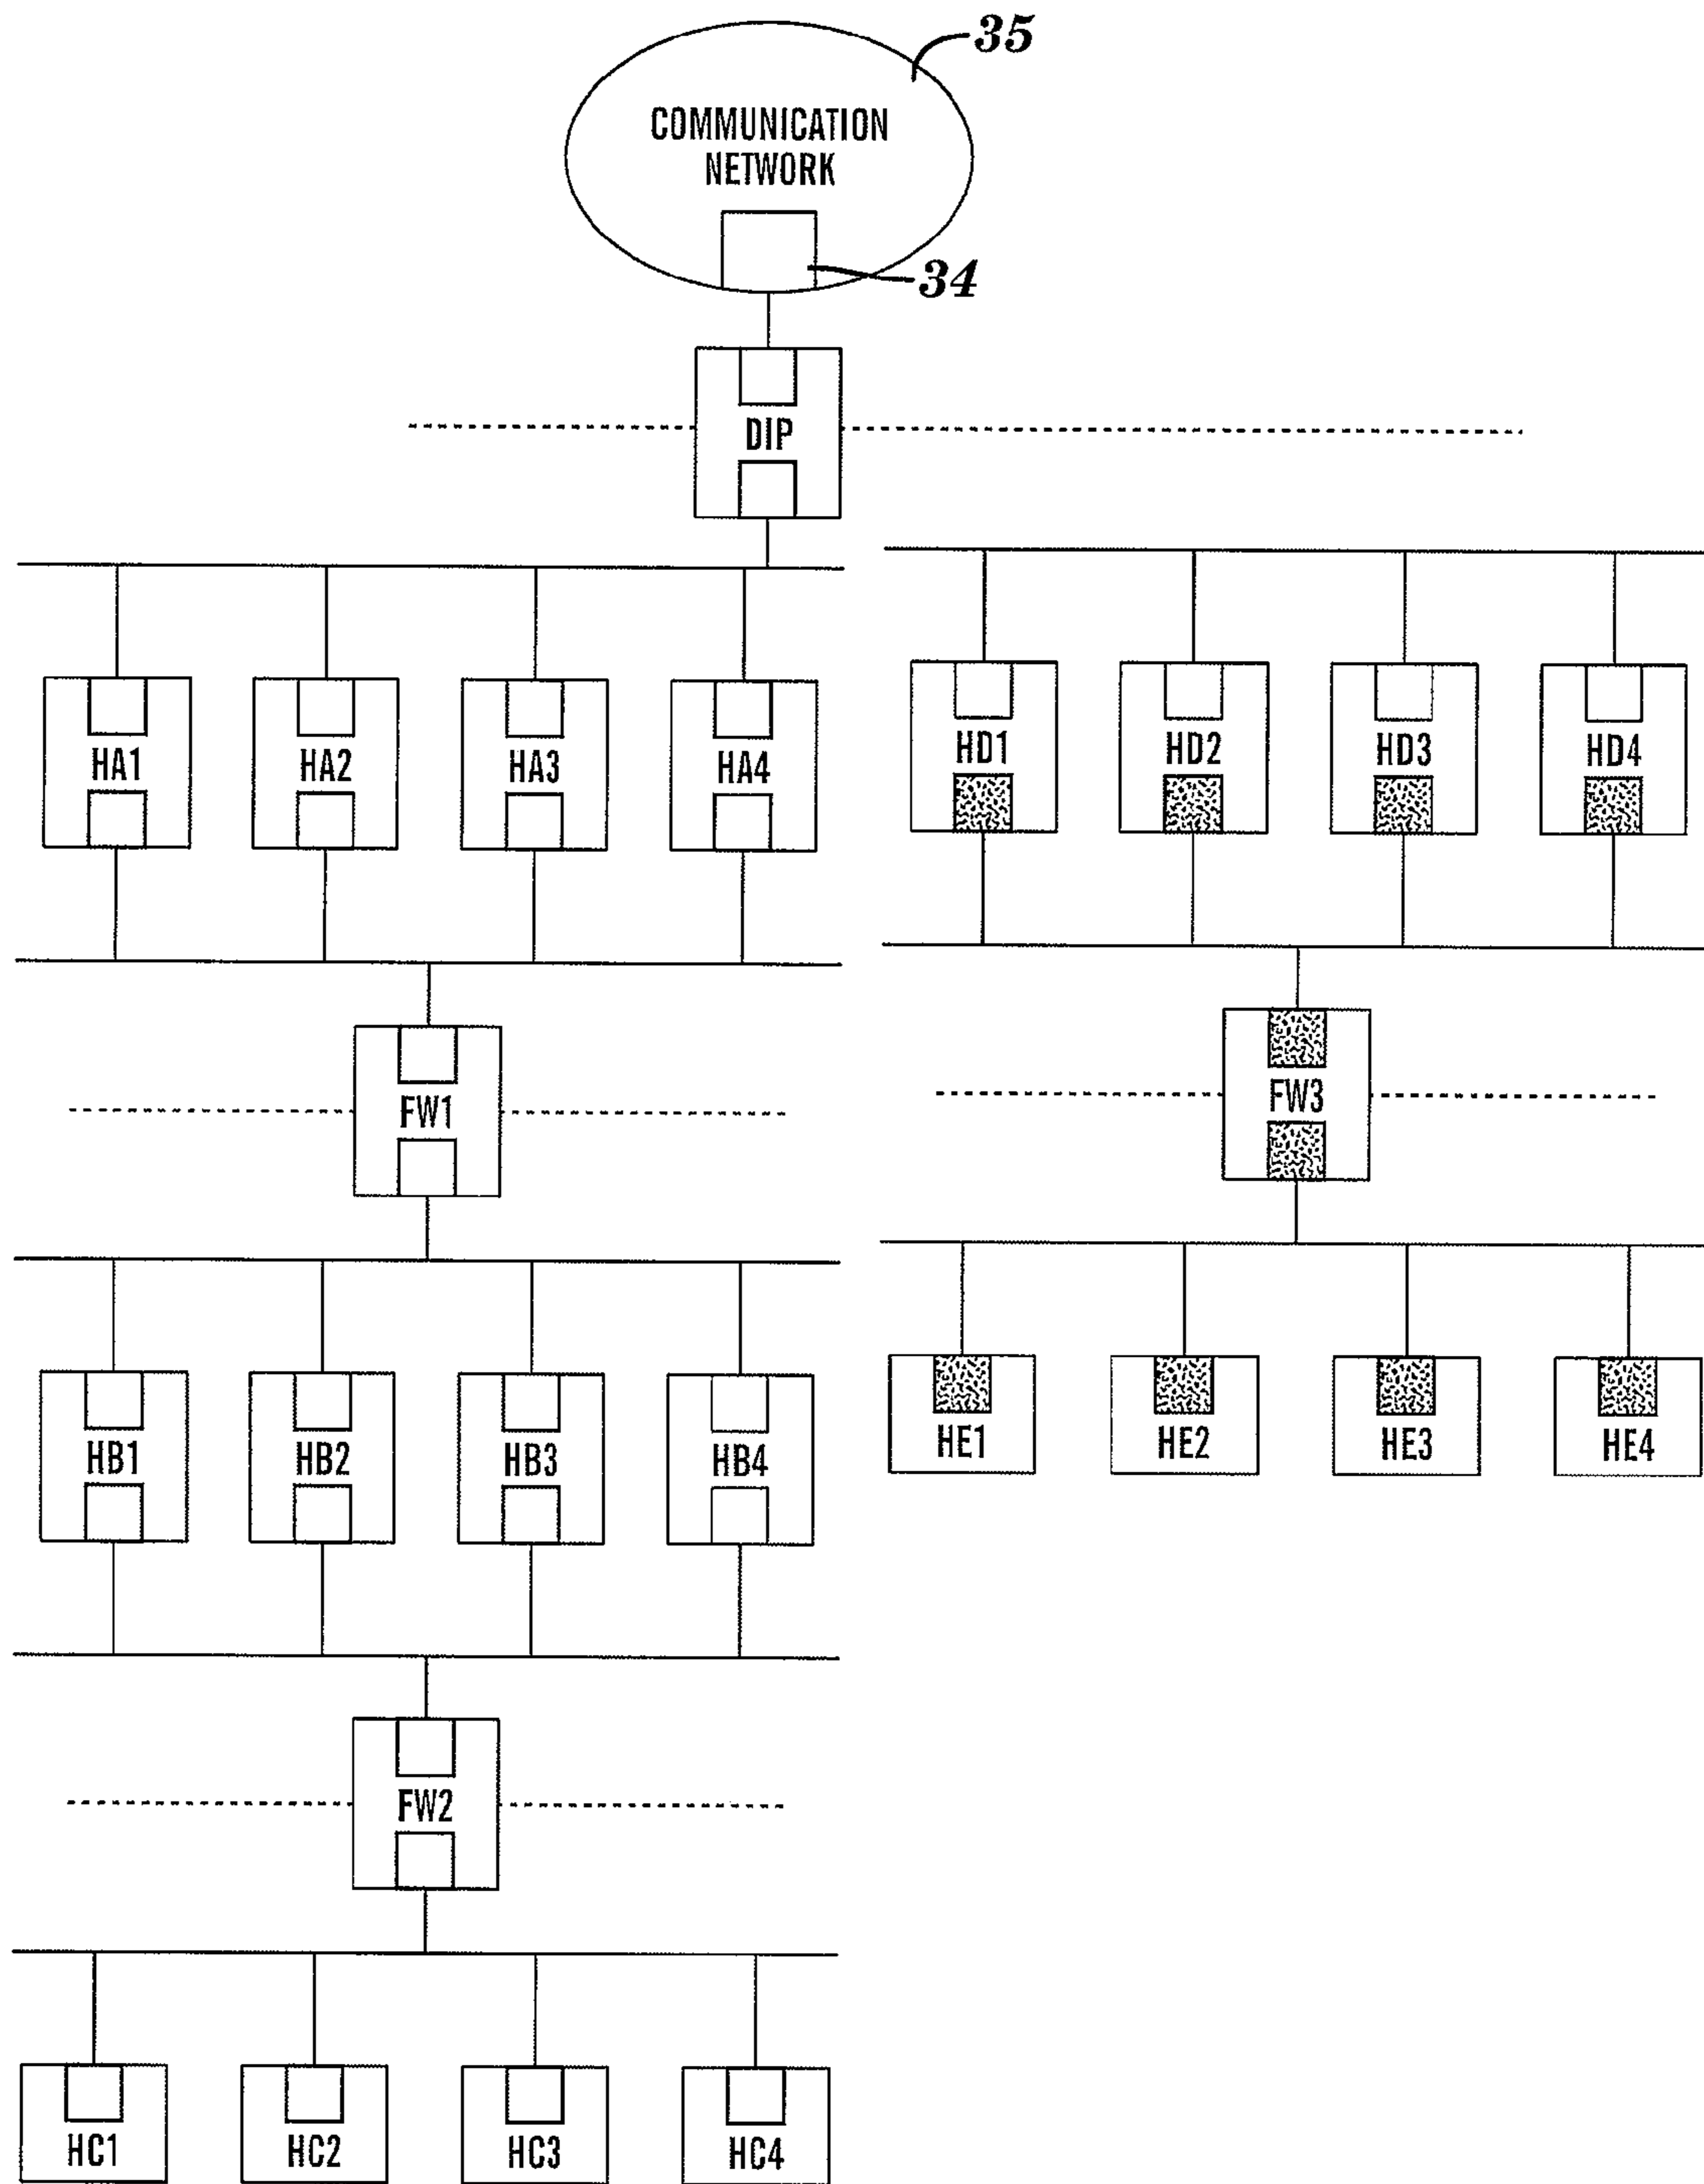 35
COMMUNICATION
NETWORK
34
DIP
HA1
HA2
HA3
HA4
HD1
HD2
HD3
HD4
FW1
FW3
HB1
HB2
HB3
HB4
HE1
HE2
HE3
HE4
FW2
HC1
HC2
HC3
HC4